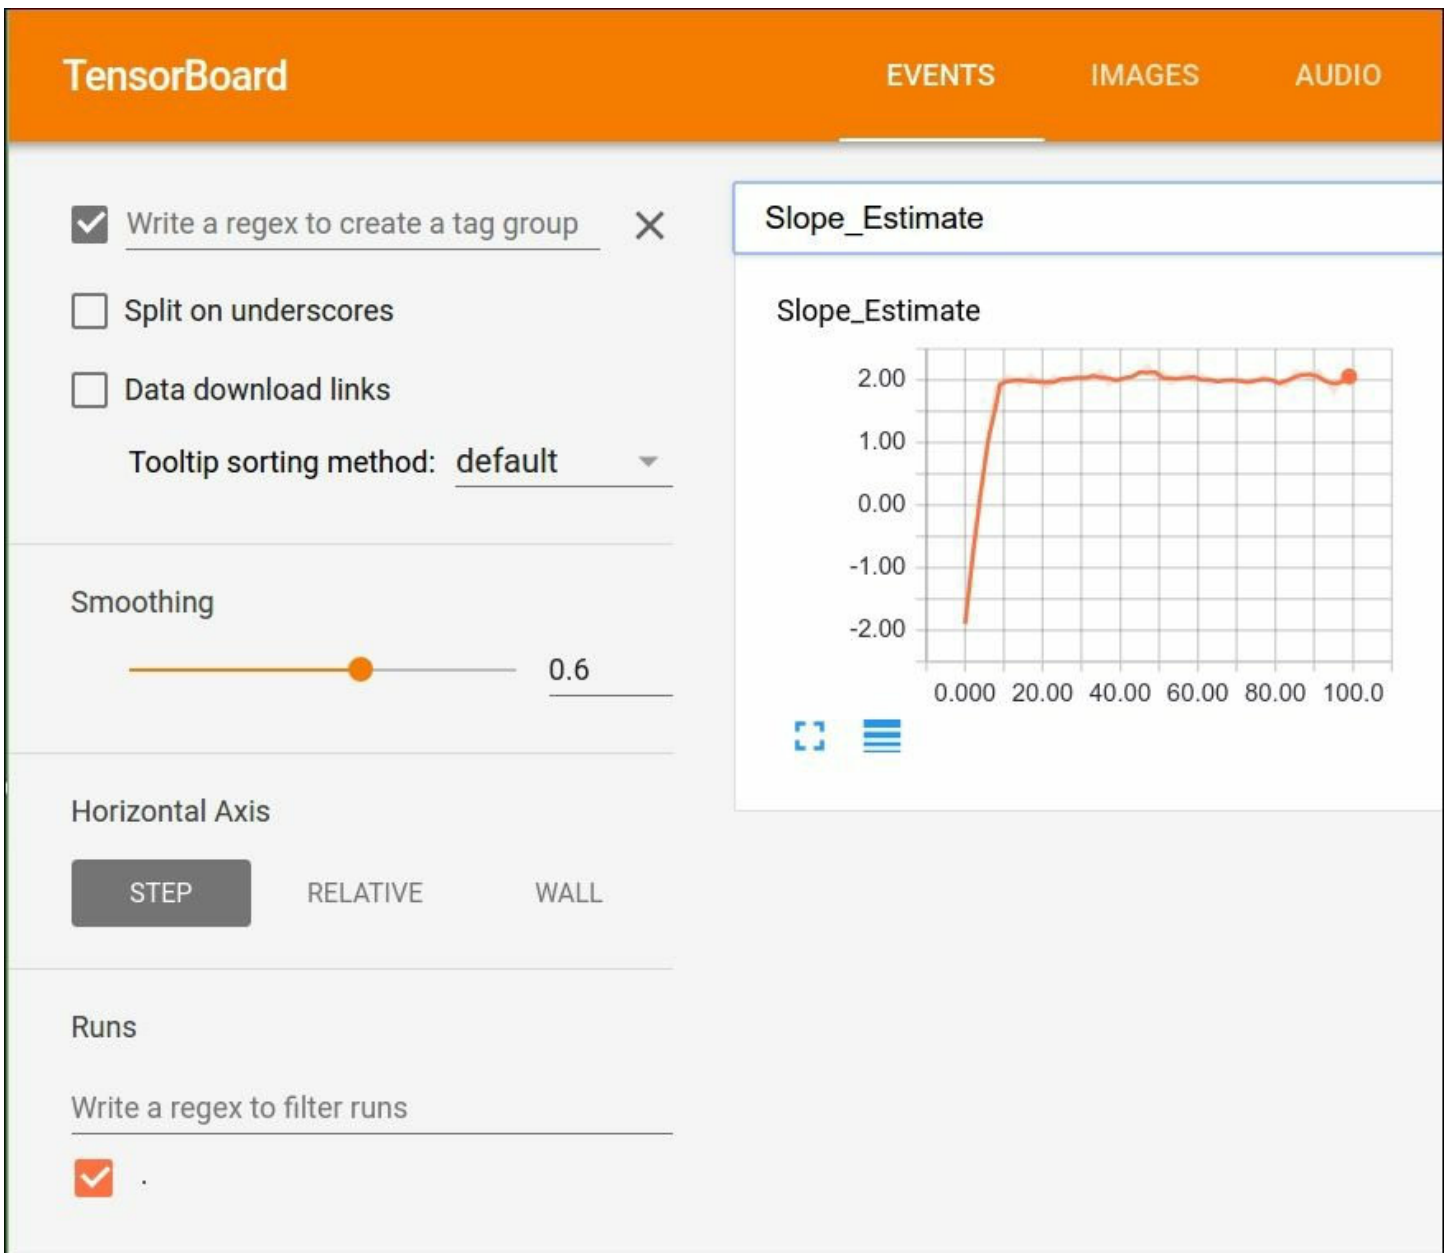 TensorBoard EVENTS IMAGES AUDIO
Write a regex to create a tag group
Split on underscores
Data download links
Tooltip sorting method: default
Smoothing
0.6
Horizontal Axis
STEP RELATIVE WALL
Runs
Write a regex to filter runs
.
Slope_Estimate
Slope_Estimate
2.00
1.00
0.00
-1.00
-2.00
0.000 20.00 40.00 60.00 80.00 100.0